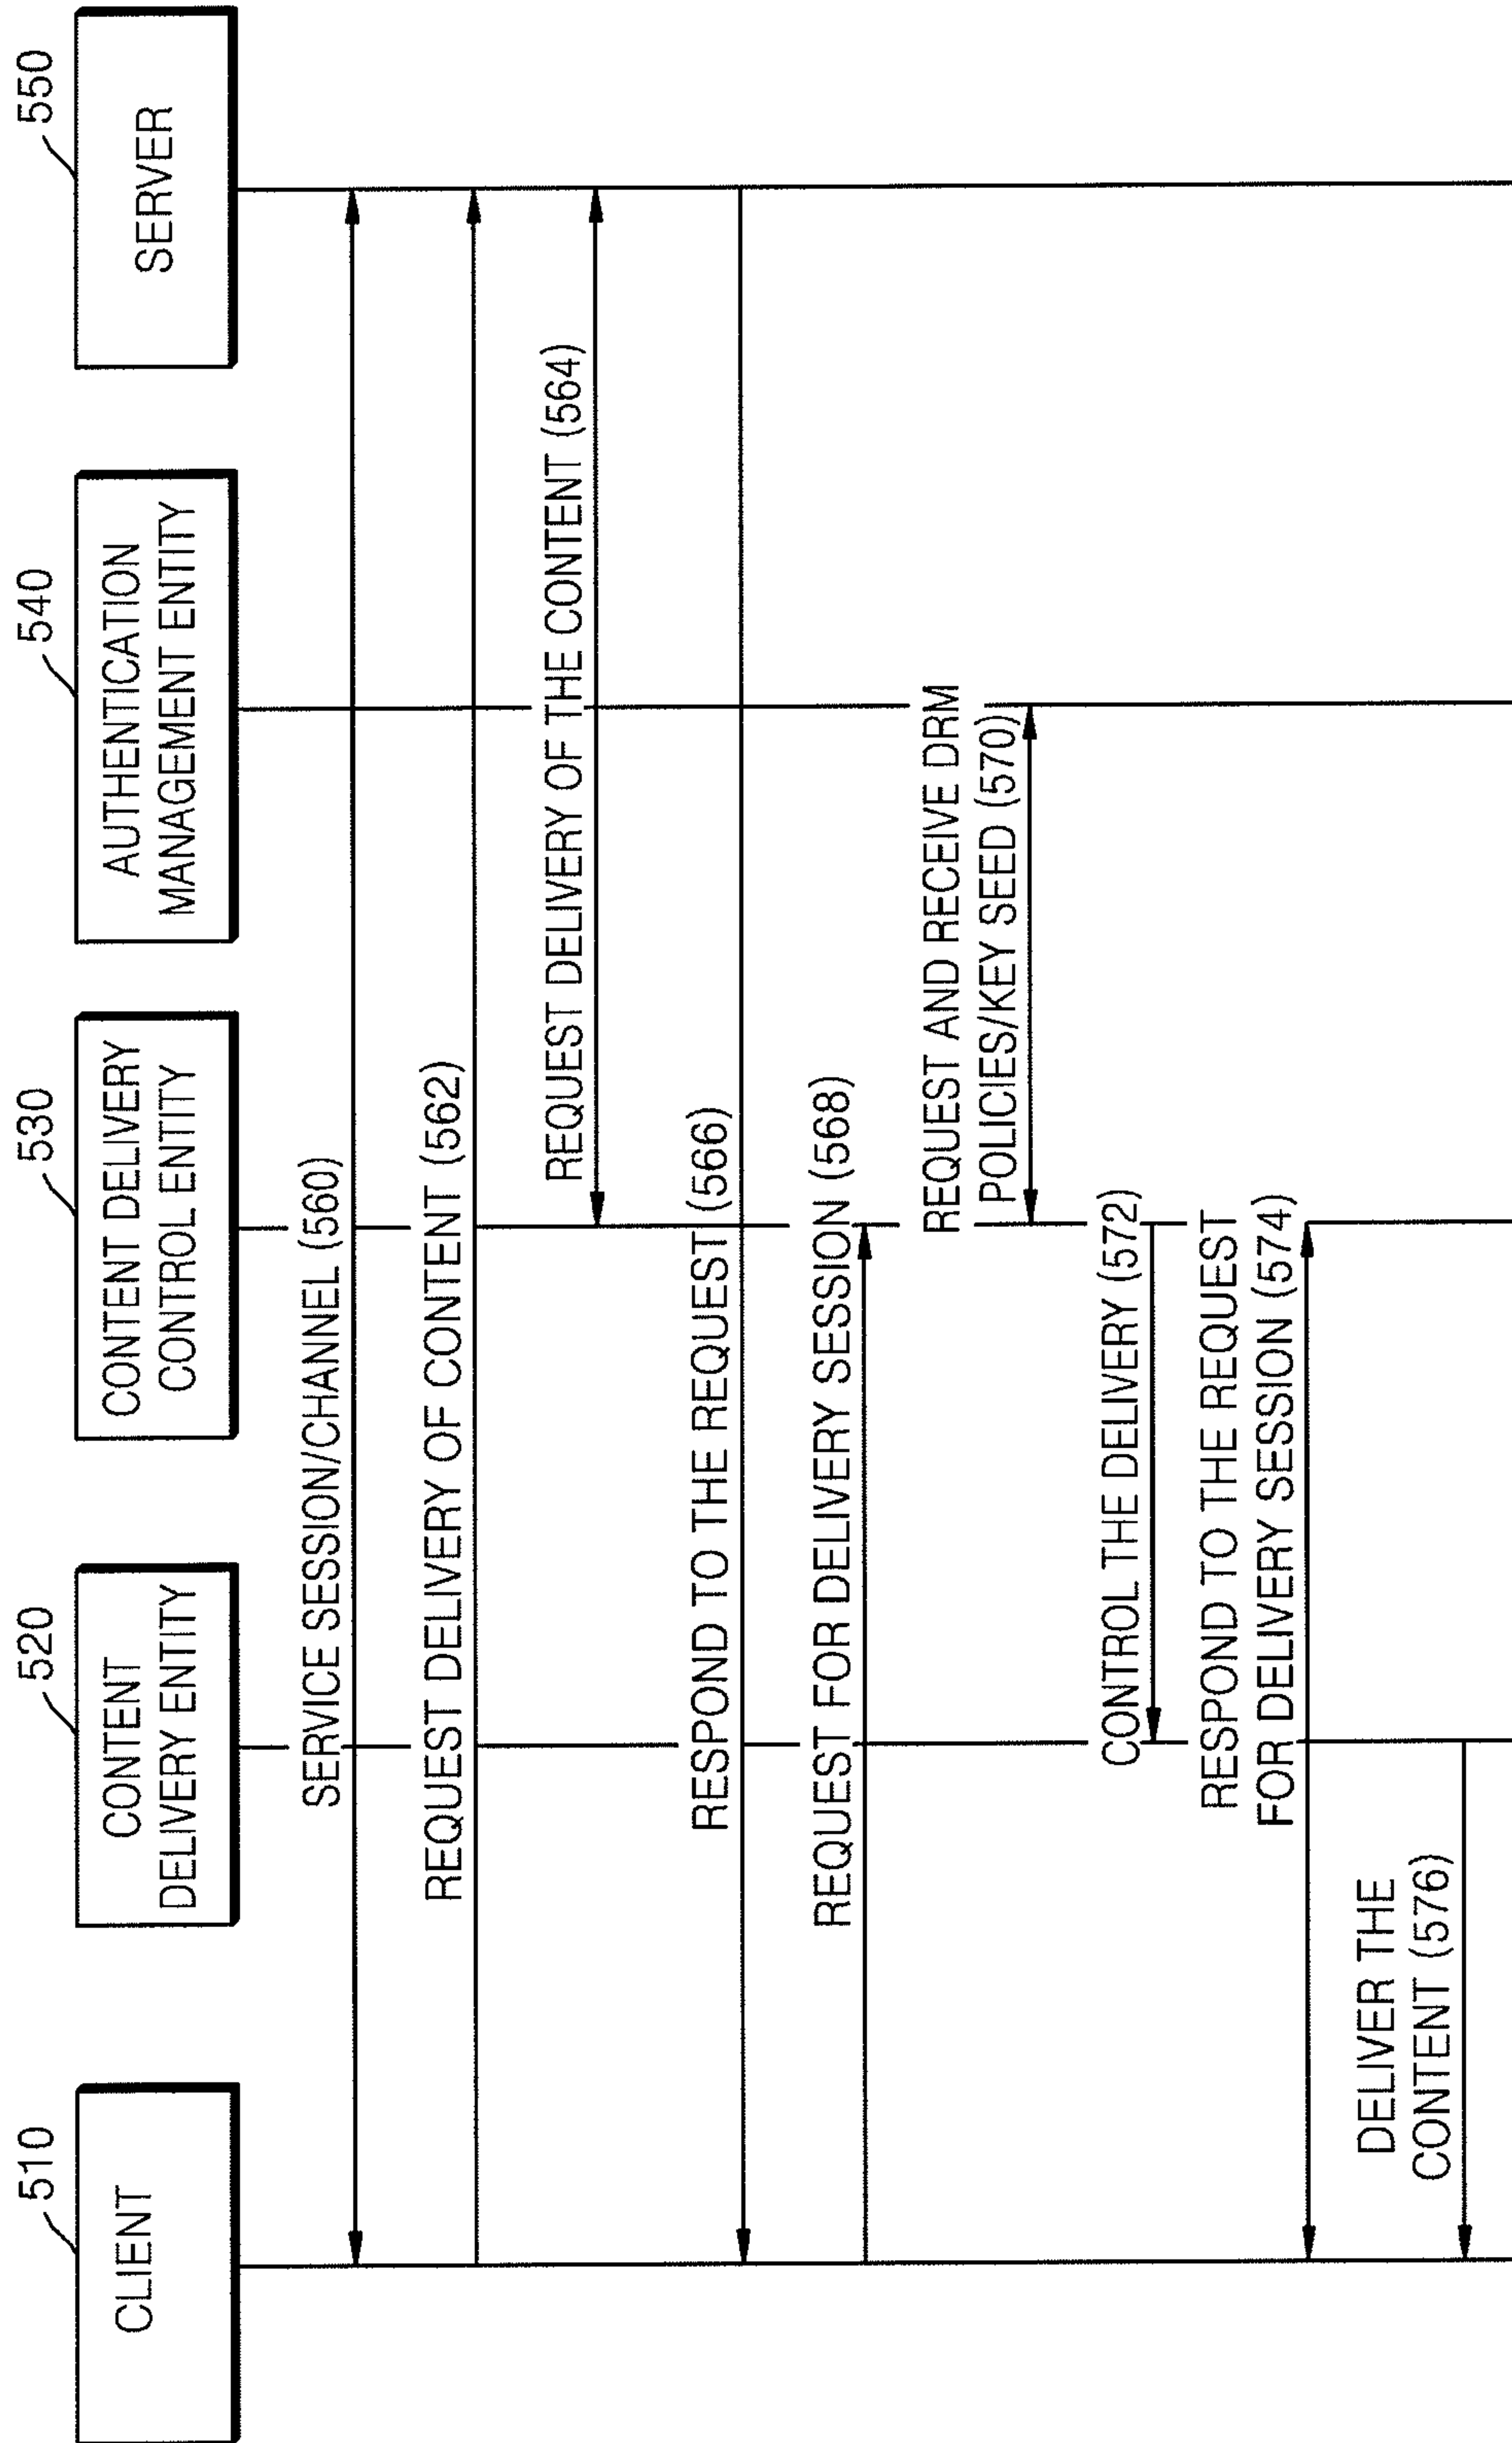 510
CLIENT
520
CONTENT
DELIVERY ENTITY
530
CONTENT DELIVERY
CONTROL ENTITY
540
AUTHENTICATION
MANAGEMENT ENTITY
550
SERVER
SERVICE SESSION/CHANNEL (560)
REQUEST DELIVERY OF CONTENT (562)
REQUEST DELIVERY OF THE CONTENT (564)
RESPOND TO THE REQUEST (566)
REQUEST FOR DELIVERY SESSION (568)
REQUEST AND RECEIVE DRM
POLICIES/KEY SEED (570)
CONTROL THE DELIVERY (572)
RESPOND TO THE REQUEST
FOR DELIVERY SESSION (574)
DELIVER THE
CONTENT (576)